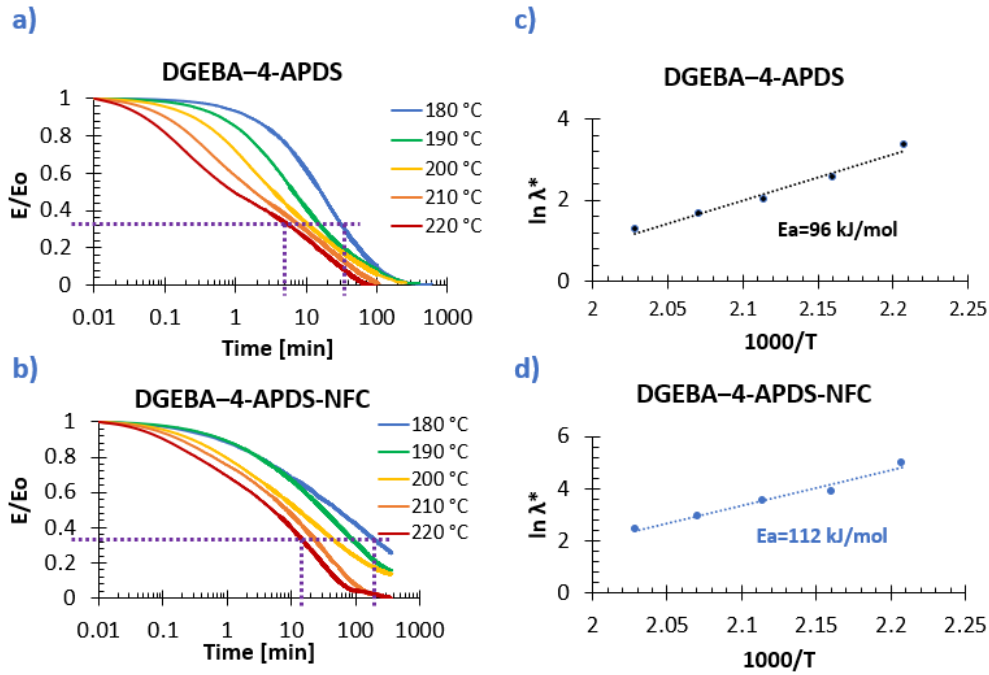 a)
DGEBA–4-APDS
E/Eo
1
0.8
0.6
0.4
0.2
0
0.01
0.1
1
10
100
1000
Time [min]
180 °C
190 °C
200 °C
210 °C
220 °C
c)
DGEBA–4-APDS
ln λ*
4
2
0
2
2.05
2.1
2.15
2.2
2.25
1000/T
Ea=96 kJ/mol
b)
DGEBA–4-APDS-NFC
E/Eo
1
0.8
0.6
0.4
0.2
0
0.01
0.1
1
10
100
1000
Time [min]
180 °C
190 °C
200 °C
210 °C
220 °C
d)
DGEBA–4-APDS-NFC
ln λ*
6
4
2
0
2
2.05
2.1
2.15
2.2
2.25
1000/T
Ea=112 kJ/mol